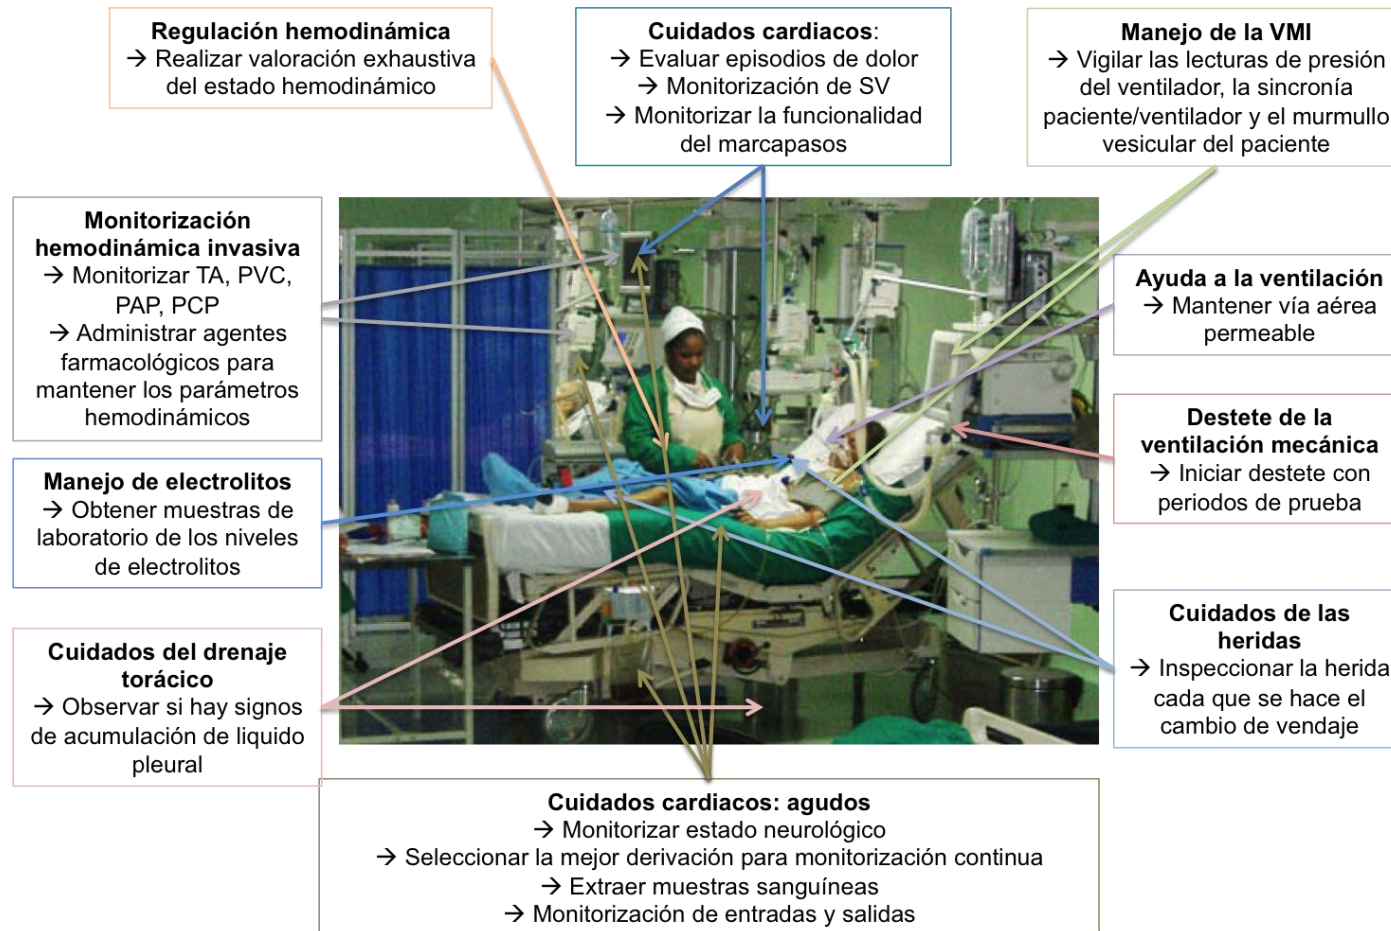 Regulación hemodinámica
→ Realizar valoración exhaustiva
del estado hemodinámico
Cuidados cardiacos:
→ Evaluar episodios de dolor
→ Monitorización de SV
→ Monitorizar la funcionalidad
del marcapasos
Manejo de la VMI
→ Vigilar las lecturas de presión
del ventilador, la sincronía
paciente/ventilador y el murmullo
vesicular del paciente
Monitorización
hemodinámica invasiva
→ Monitorizar TA, PVC,
PAP, PCP
→ Administrar agentes
farmacológicos para
mantener los parámetros
hemodinámicos
Ayuda a la ventilación
→ Mantener vía aérea
permeable
Destete de la
ventilación mecánica
→ Iniciar destete con
periodos de prueba
Manejo de electrolitos
→ Obtener muestras de
laboratorio de los niveles
de electrolitos
Cuidados de las
heridas
→ Inspeccionar la herida
cada que se hace el
cambio de vendaje
Cuidados del drenaje
torácico
→ Observar si hay signos
de acumulación de liquido
pleural
Cuidados cardiacos: agudos
→ Monitorizar estado neurológico
→ Seleccionar la mejor derivación para monitorización continua
→ Extraer muestras sanguíneas
→ Monitorización de entradas y salidas